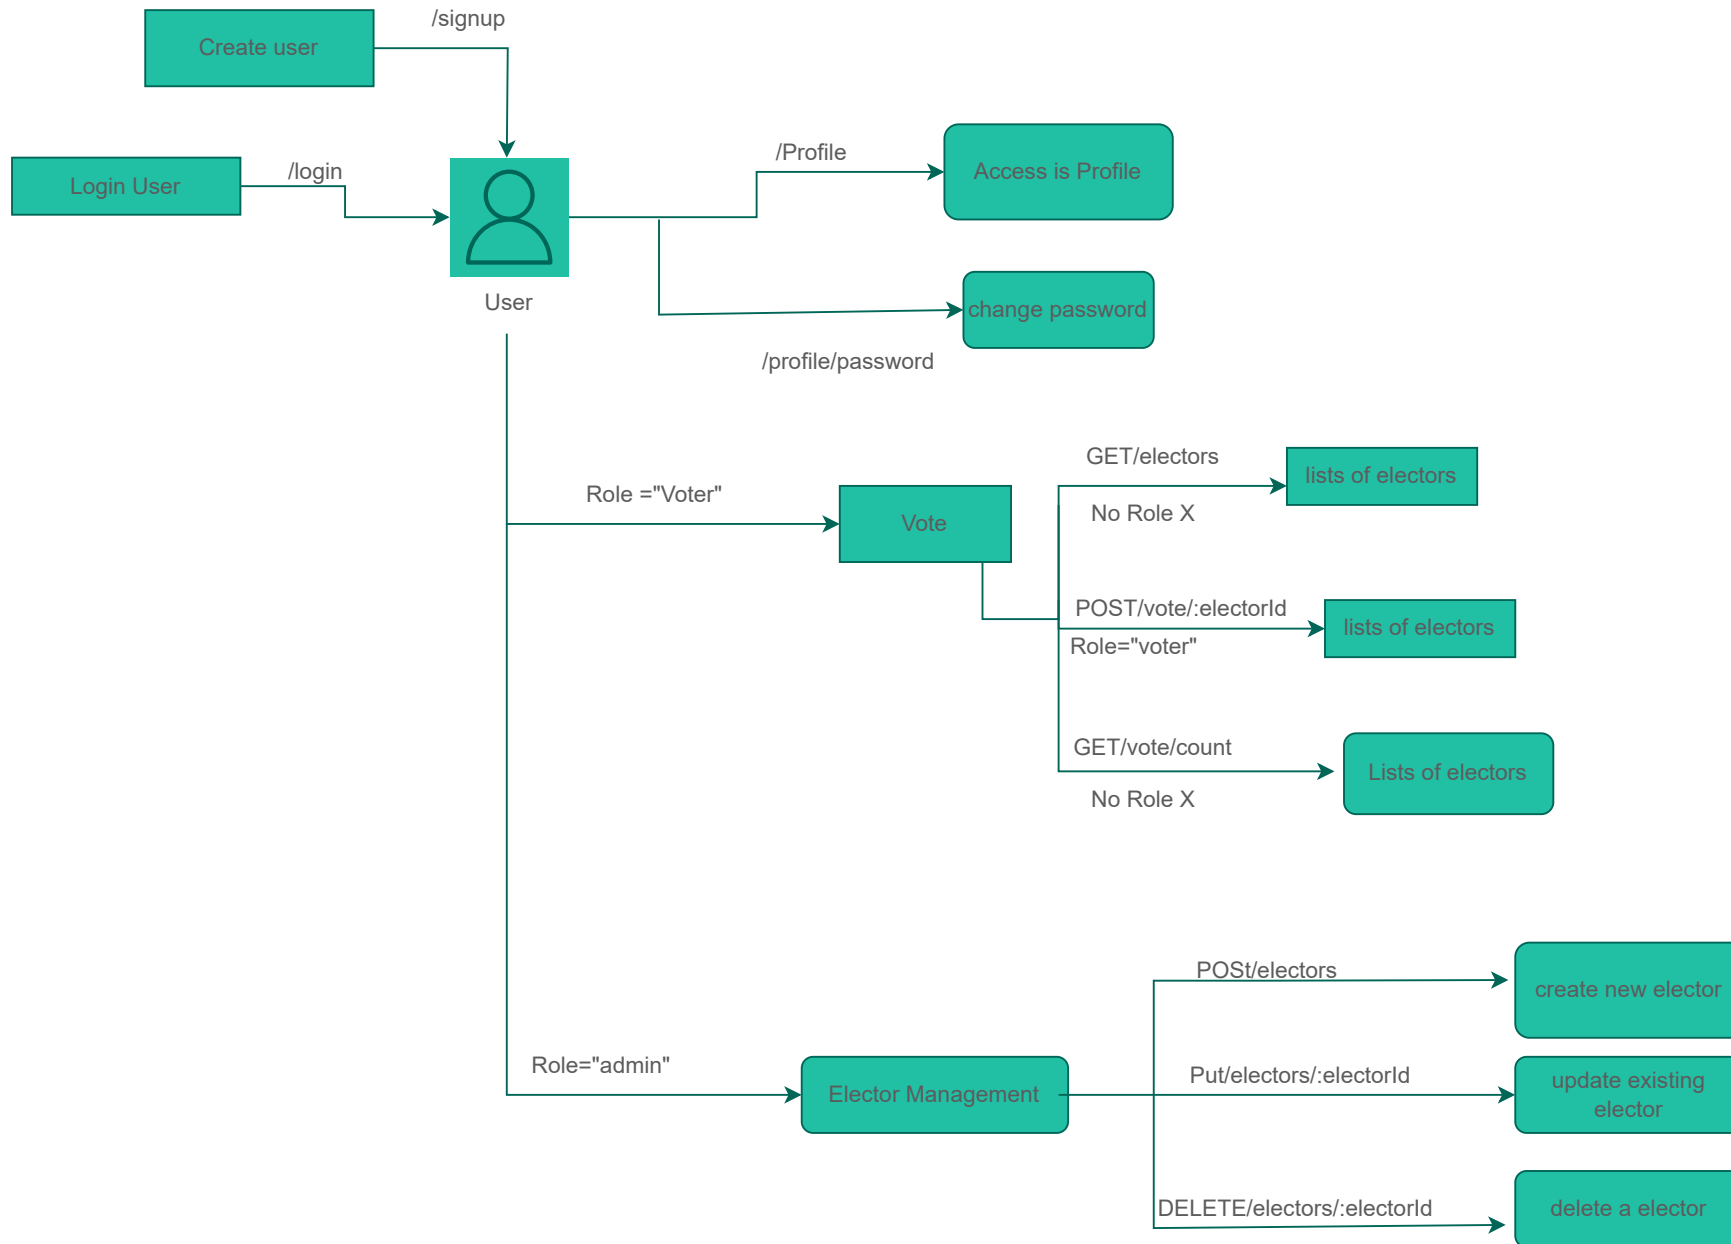 /signup
Create user
/Profile
Access is Profile
/login
Login User
User
change password
/profile/password
GET/electors
lists of electors
Role ="Voter"
No Role X
Vote
POST/vote/:electorId
lists of electors
Role="voter"
GET/vote/count
Lists of electors
No Role X
POSt/electors
create new elector
Role="admin"
Elector Management
Put/electors/:electorId
update existing
elector
DELETE/electors/:electorId
delete a elector